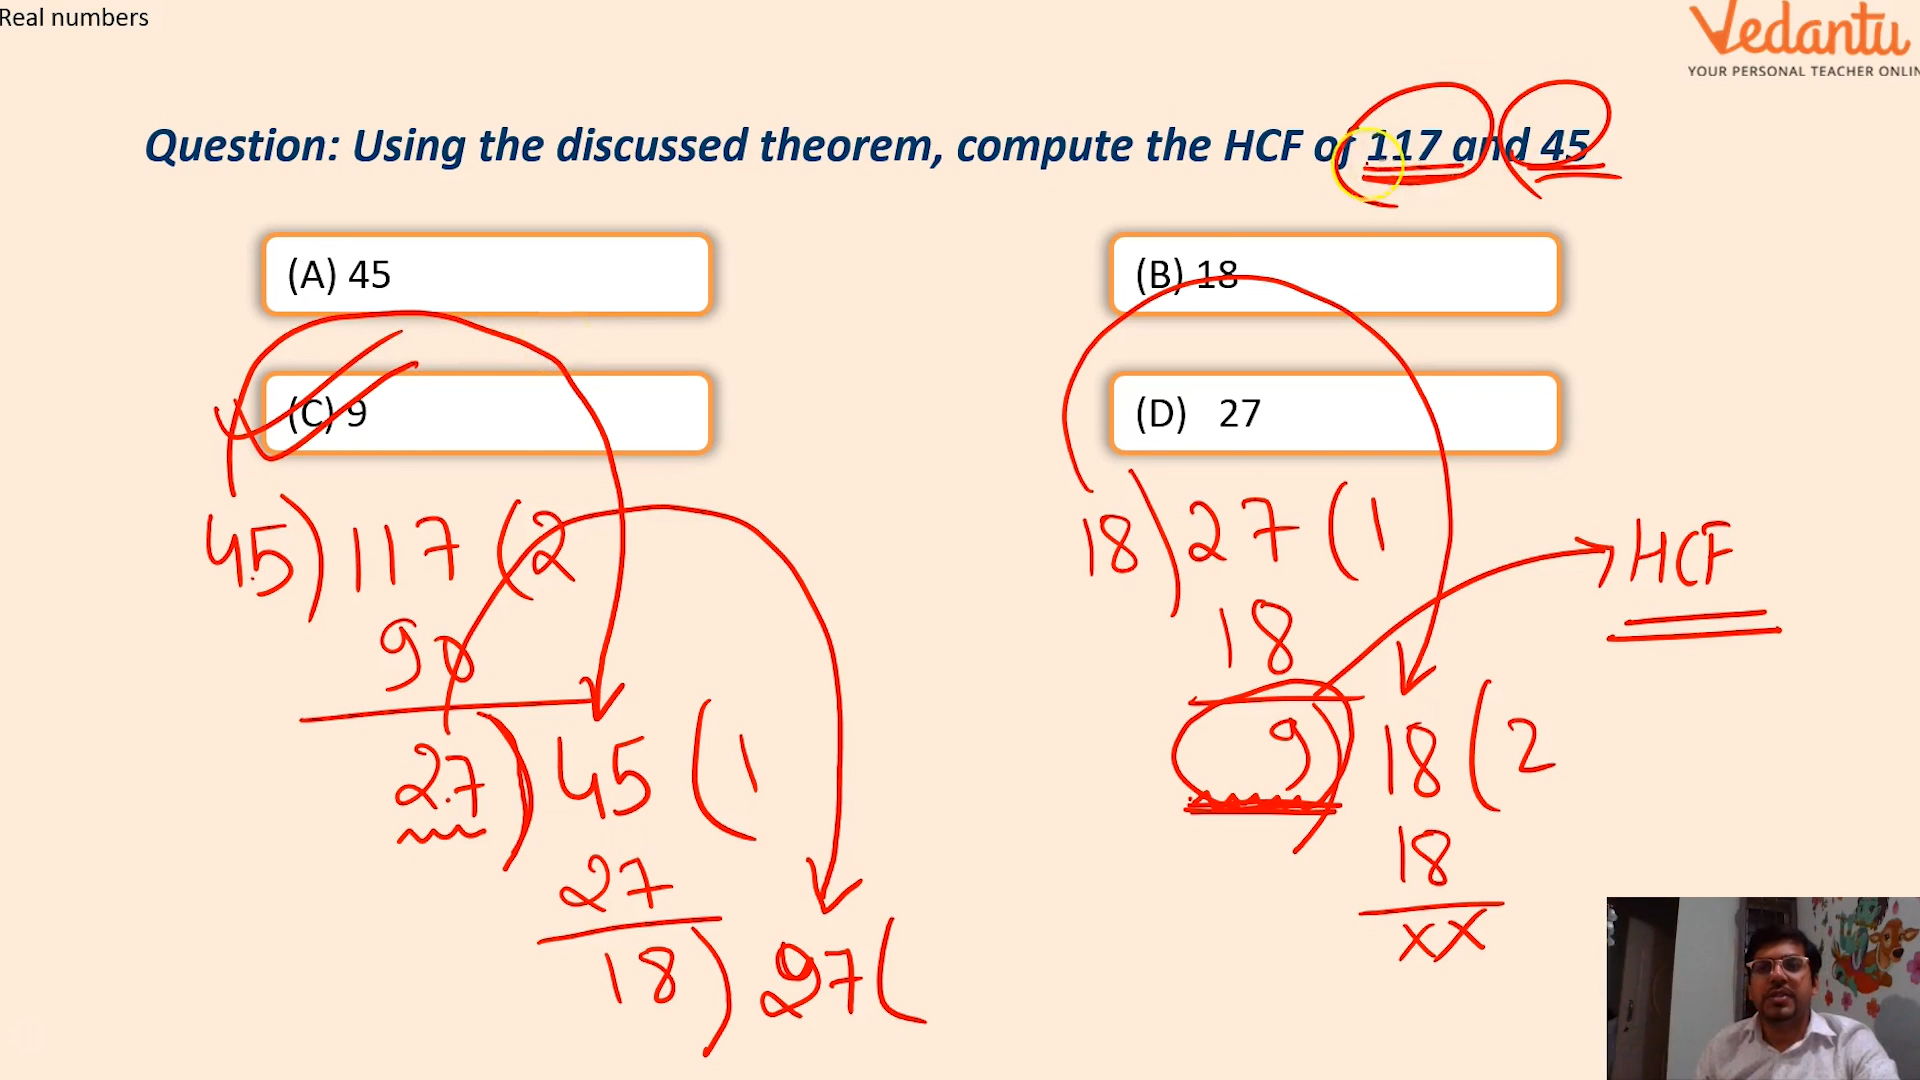 Real numbers
Vedantu
YOUR PERSONAL TEACHER ONLIN
Question: Using the discussed theorem, compute the HCF of 117 and 45
(A) 45
(B) 18
(C) 9
(D) 27
45) 117 (2
90
27) 45 (1
27
18) 27 (
18) 27 (1
18
9) 18 (2
18
xx
HCF